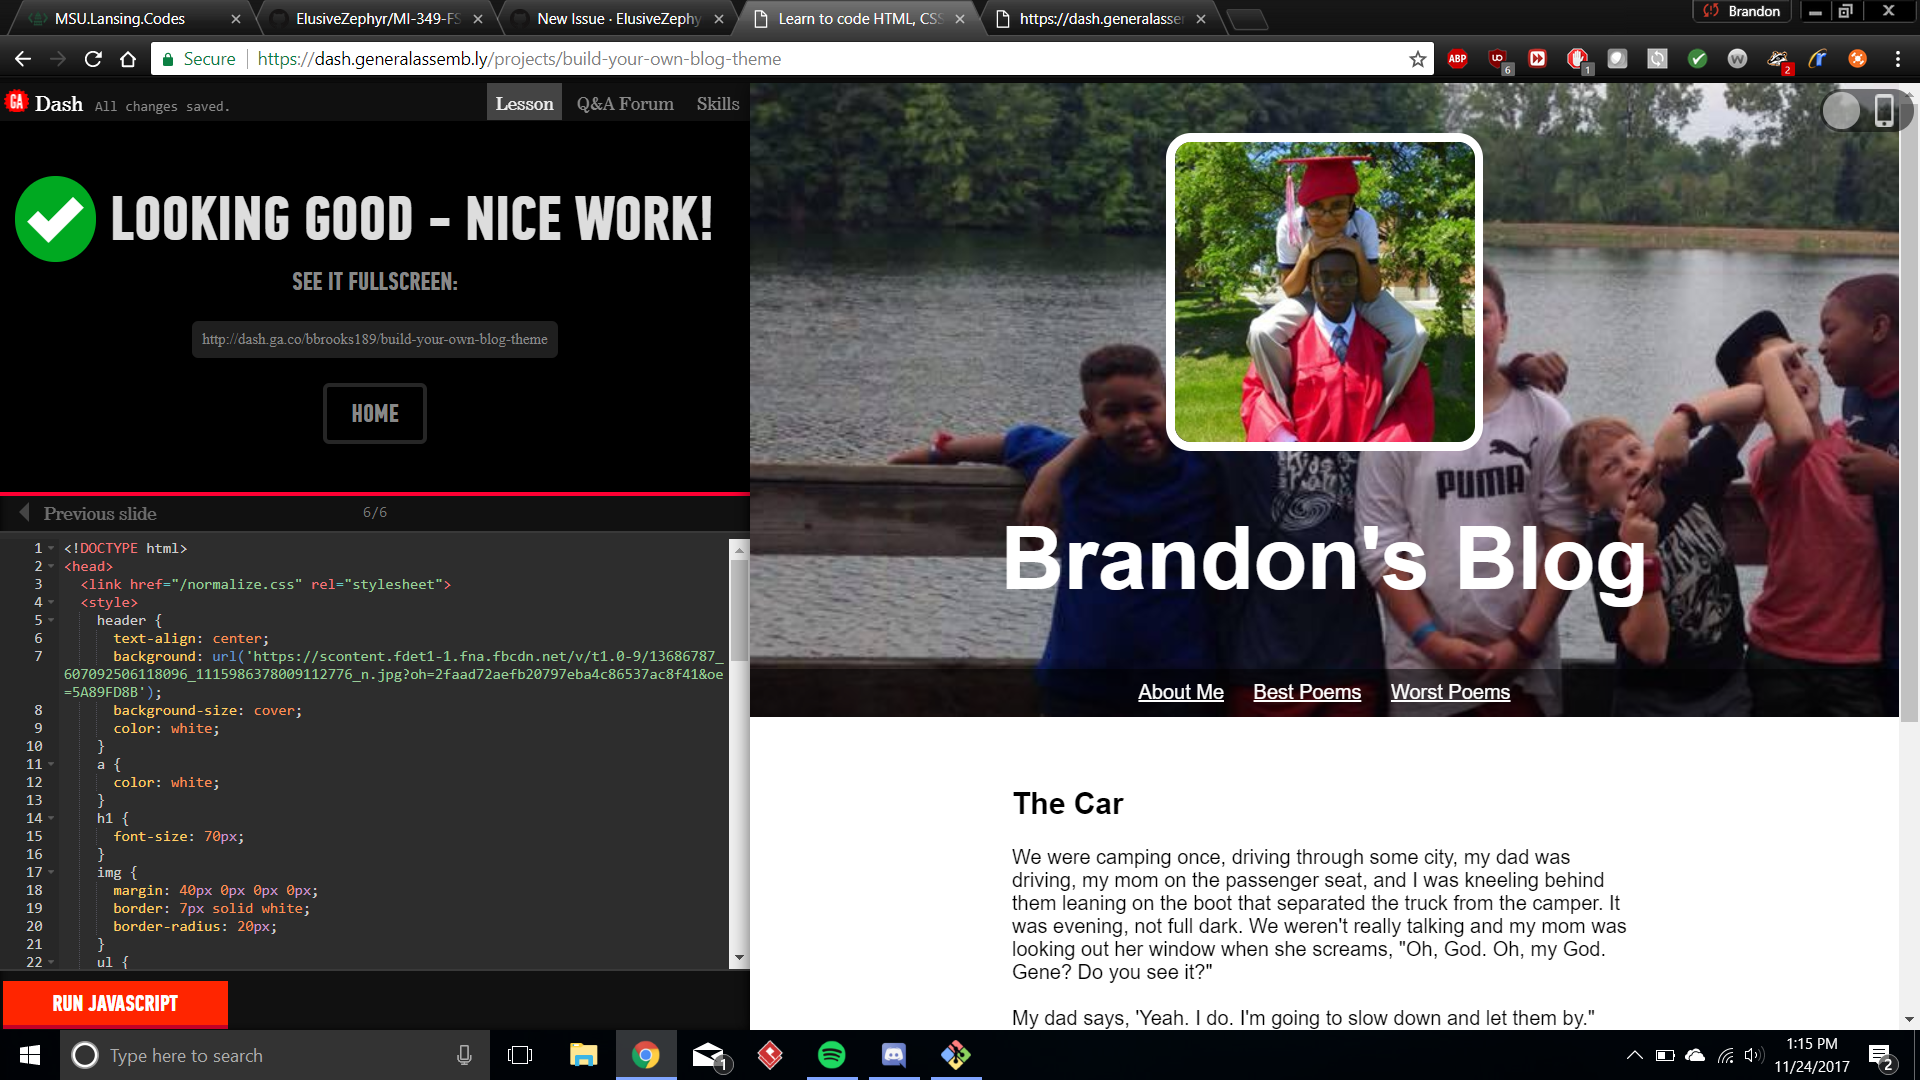 MSU.Lansing.Codes
ElusiveZephyr/MI-349-FS
New Issue · ElusiveZephy
Learn to code HTML, CSS
https://dash.generalasser
Brandon
Secure
https://dash.generalassemb.ly/projects/build-your-own-blog-theme
ABP
UD
6
1
W
2
GA
Dash
All changes saved.
Lesson
Q&A Forum
Skills
LOOKING GOOD - NICE WORK!
SEE IT FULLSCREEN:
http://dash.ga.co/bbrooks189/build-your-own-blog-theme
HOME
Previous slide
6/6
1 <!DOCTYPE html>
2 <head>
3 <link href="/normalize.css" rel="stylesheet">
4 <style>
5 header {
6 text-align: center;
7 background: url('https://scontent.fdet1-1.fna.fbcdn.net/v/t1.0-9/13686787_
607092506118096_1115986378009112776_n.jpg?oh=2faad72aefb20797eba4c86537ac8f41&oe
=5A89FD8B');
8 background-size: cover;
9 color: white;
10 }
11 a {
12 color: white;
13 }
14 h1 {
15 font-size: 70px;
16 }
17 img {
18 margin: 40px 0px 0px 0px;
19 border: 7px solid white;
20 border-radius: 20px;
21 }
22 ul {
RUN JAVASCRIPT
PUMA
Brandon's Blog
About Me
Best Poems
Worst Poems
The Car
We were camping once, driving through some city, my dad was
driving, my mom on the passenger seat, and I was kneeling behind
them leaning on the boot that separated the truck from the camper. It
was evening, not full dark. We weren't really talking and my mom was
looking out her window when she screams, "Oh, God. Oh, my God.
Gene? Do you see it?"
My dad says, 'Yeah. I do. I'm going to slow down and let them by."
Type here to search
1
1:15 PM
11/24/2017
2